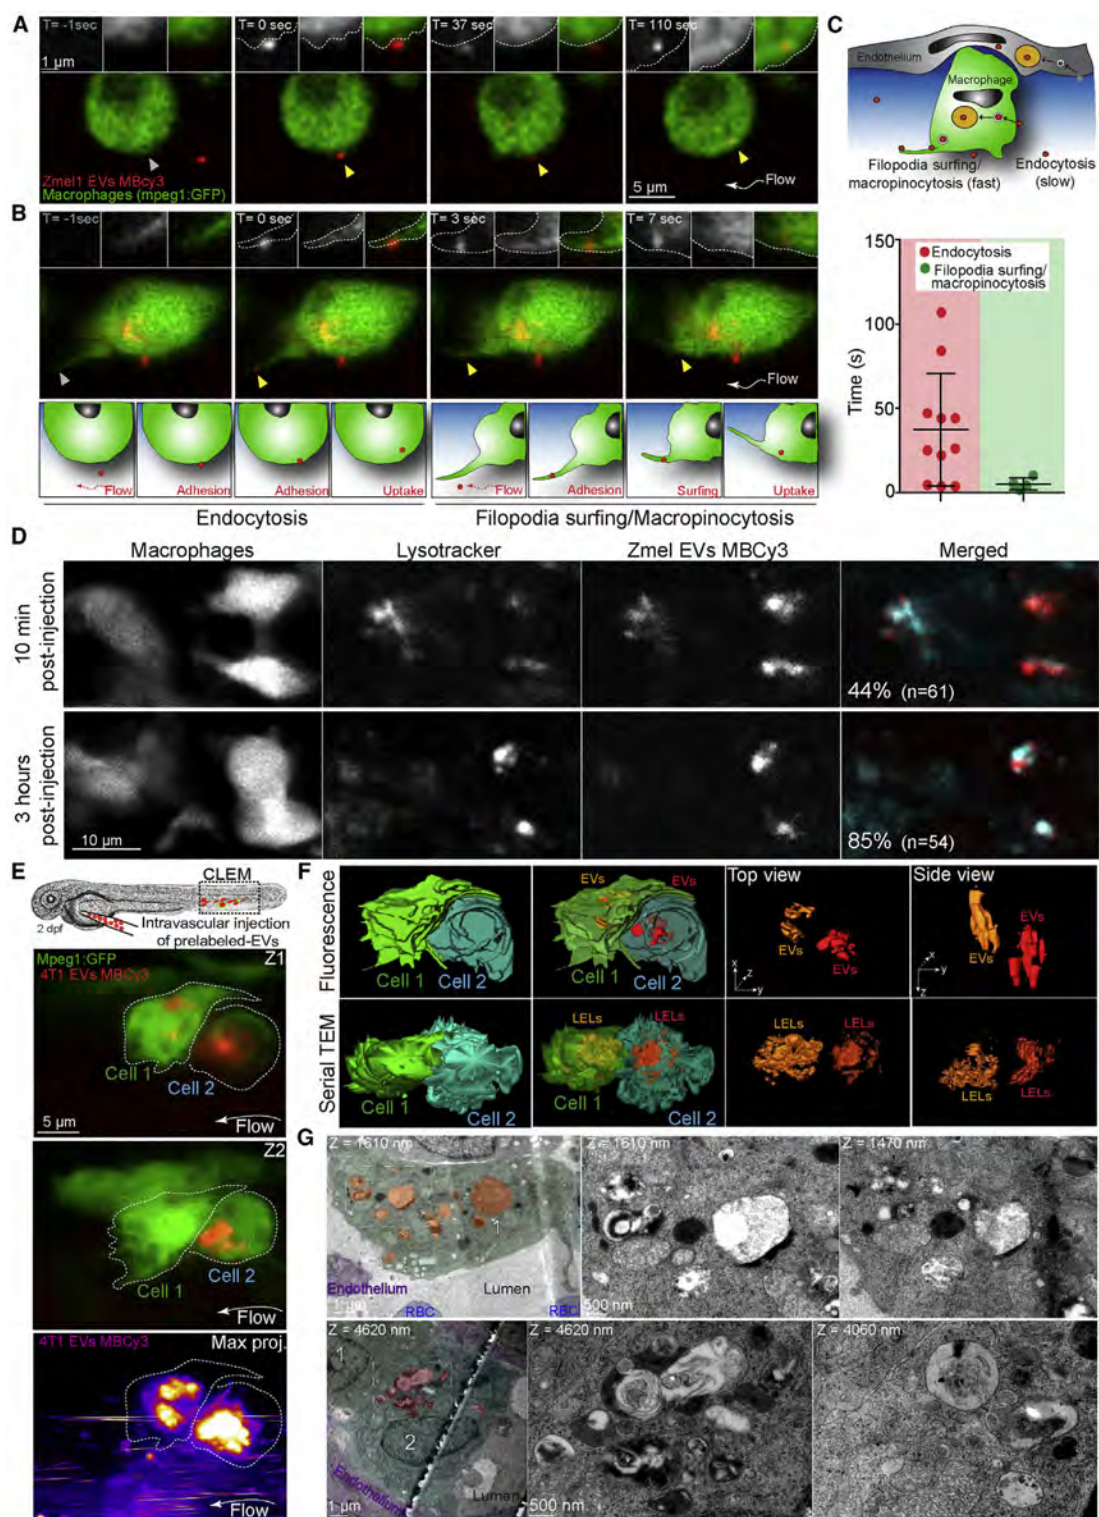 A
T= -1sec
T= 0 sec
T= 37 sec
T= 110 sec
1 µm
Zmel1 EVs MBcy3
Macrophages (mpeg1:GFP)
5 µm
Flow
B
T= -1sec
T= 0 sec
T= 3 sec
T= 7 sec
Flow
Flow
Adhesion
Adhesion
Uptake
Flow
Adhesion
Surfing
Uptake
Endocytosis
Filopodia surfing/Macropinocytosis
C
Endothelium
Macrophage
Filopodia surfing/
macropinocytosis (fast)
Endocytosis
(slow)
150
100
50
0
Time (s)
Endocytosis
Filopodia surfing/
macropinocytosis
D
Macrophages
Lysotracker
Zmel EVs MBCy3
Merged
10 min
post-injection
44% (n=61)
3 hours
post-injection
10 µm
85% (n=54)
E
CLEM
2 dpf
Intravascular injection
of prelabeled-EVs
Mpeg1:GFP
4T1 EVs MBCy3
Z1
Cell 1
Cell 2
5 µm
Flow
Z2
Cell 1
Cell 2
Flow
4T1 EVs MBCy3
Max proj.
Flow
F
Fluorescence
Cell 1
Cell 2
EVs
EVs
Cell 1
Cell 2
Top view
EVs
EVs
x
z
y
Side view
EVs
EVs
x
y
z
Serial TEM
Cell 1
Cell 2
LELs
LELs
Cell 1
Cell 2
LELs
LELs
LELs
LELs
G
Z = 1610 nm
1
Endothelium
Lumen
1 µm
RBC
RBC
Z = 1610 nm
500 nm
Z = 1470 nm
Z = 4620 nm
1
2
Endothelium
Lumen
1 µm
Z = 4620 nm
500 nm
Z = 4060 nm